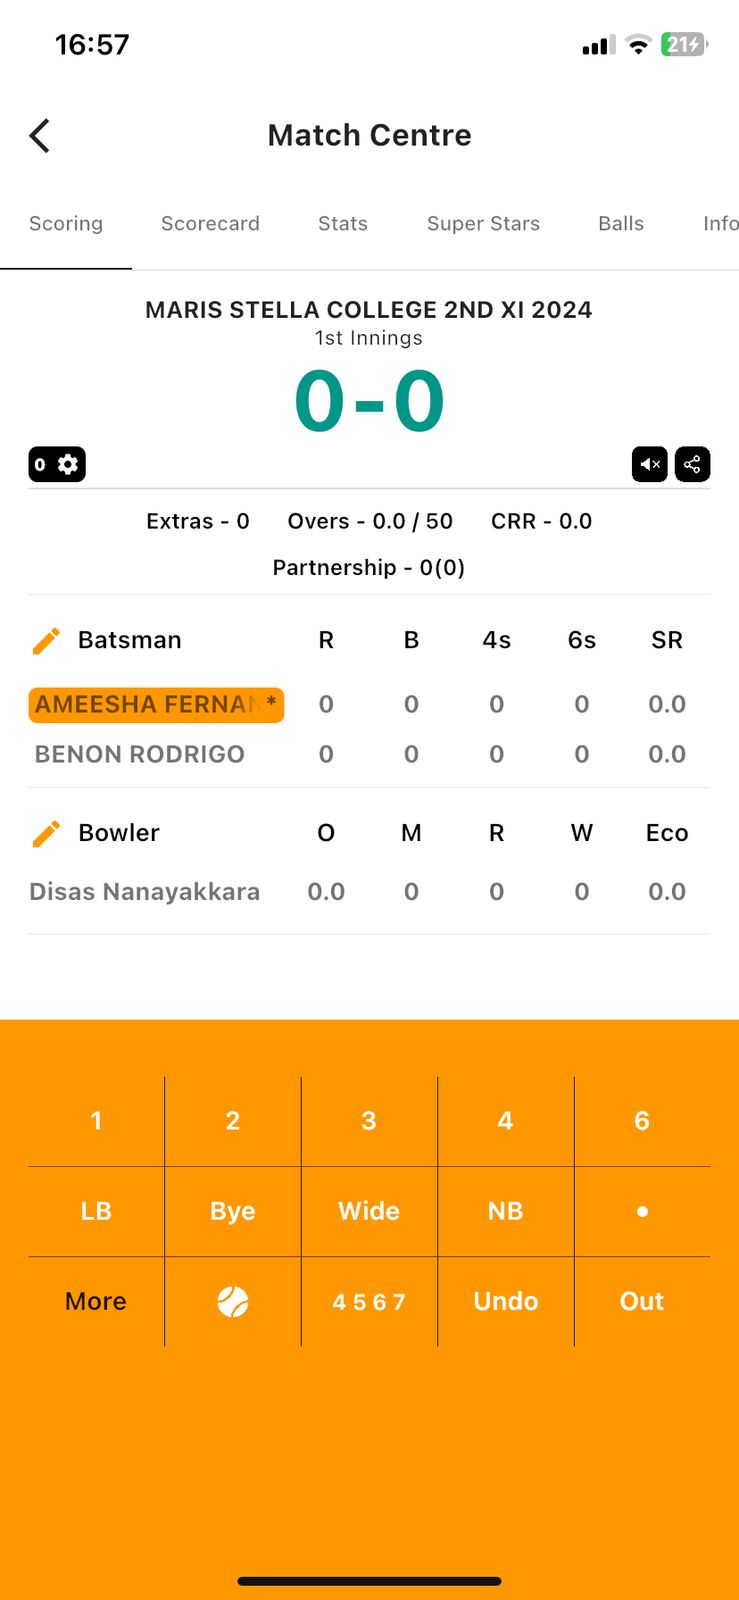 16:57
21
Match Centre
Scoring Scorecard Stats Super Stars Balls Info
MARIS STELLA COLLEGE 2ND XI 2024
1st Innings
0-0
0
Extras - 0 Overs - 0.0 / 50 CRR - 0.0
Partnership - 0(0)
Batsman R B 4s 6s SR
AMEESHA FERNAN * 0 0 0 0 0.0
BENON RODRIGO 0 0 0 0 0.0
Bowler O M R W Eco
Disas Nanayakkara 0.0 0 0 0 0.0
1 2 3 4 6
LB Bye Wide NB •
More 4 5 6 7 Undo Out